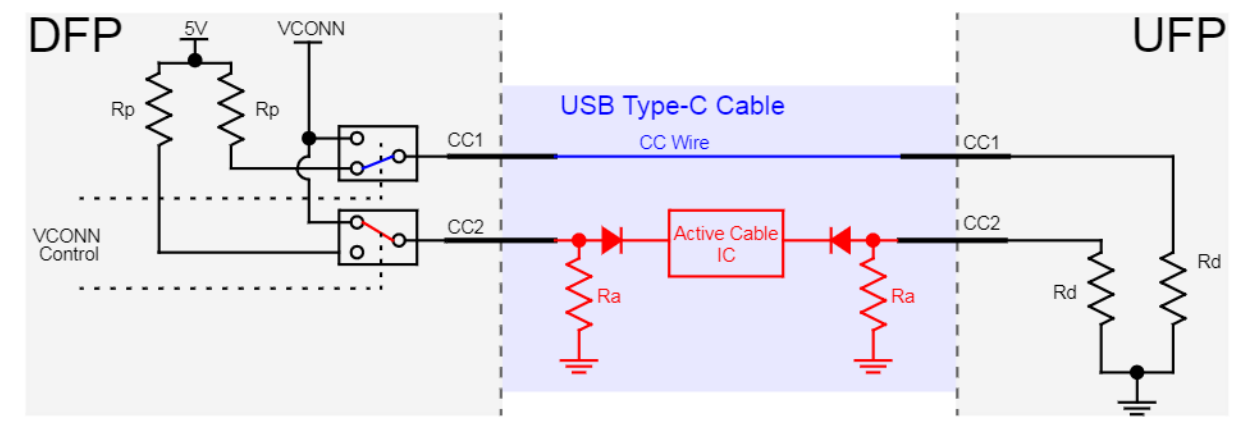 DFP
5V
VCONN
UFP
Rp
Rp
USB Type-C Cable
CC1
CC Wire
CC1
VCONN
Control
CC2
Active Cable
IC
CC2
Ra
Ra
Rd
Rd